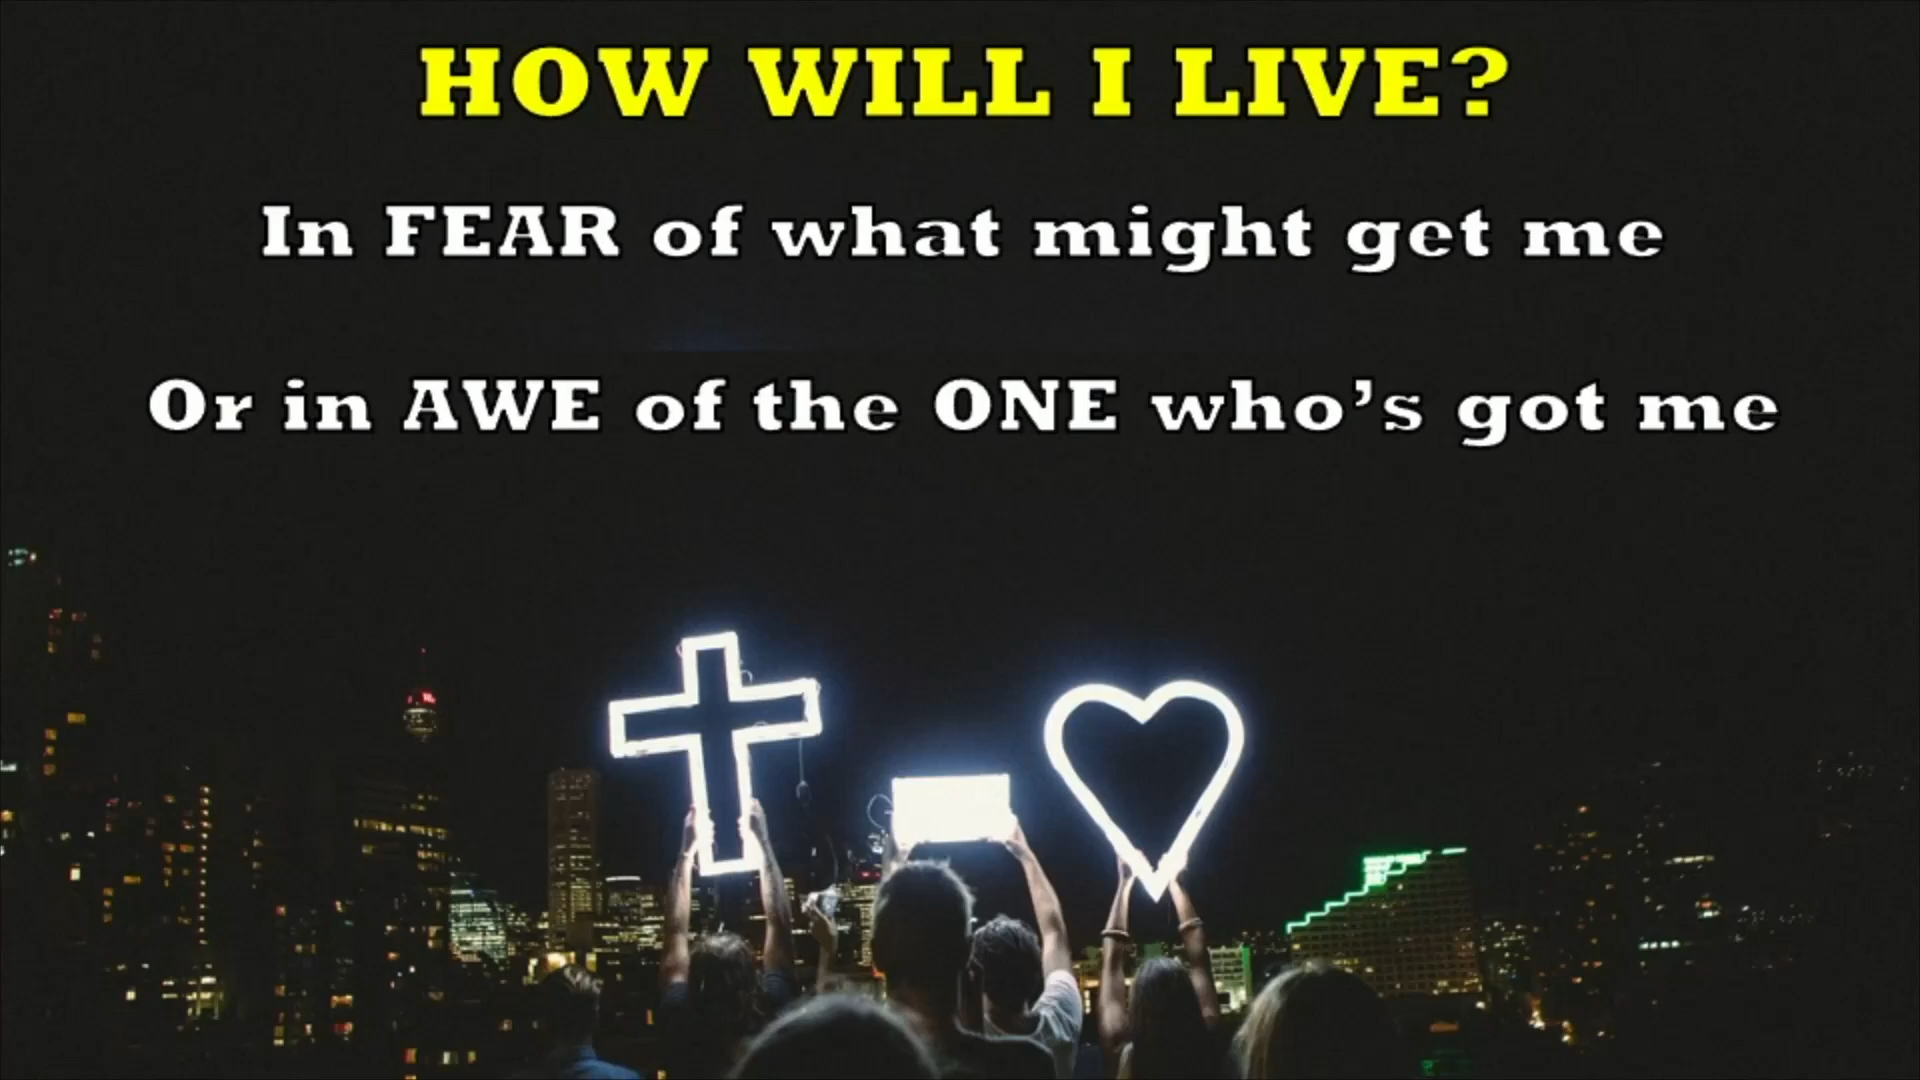 HOW WILL I LIVE?
In FEAR of what might get me
Or in AWE of the ONE who's got me